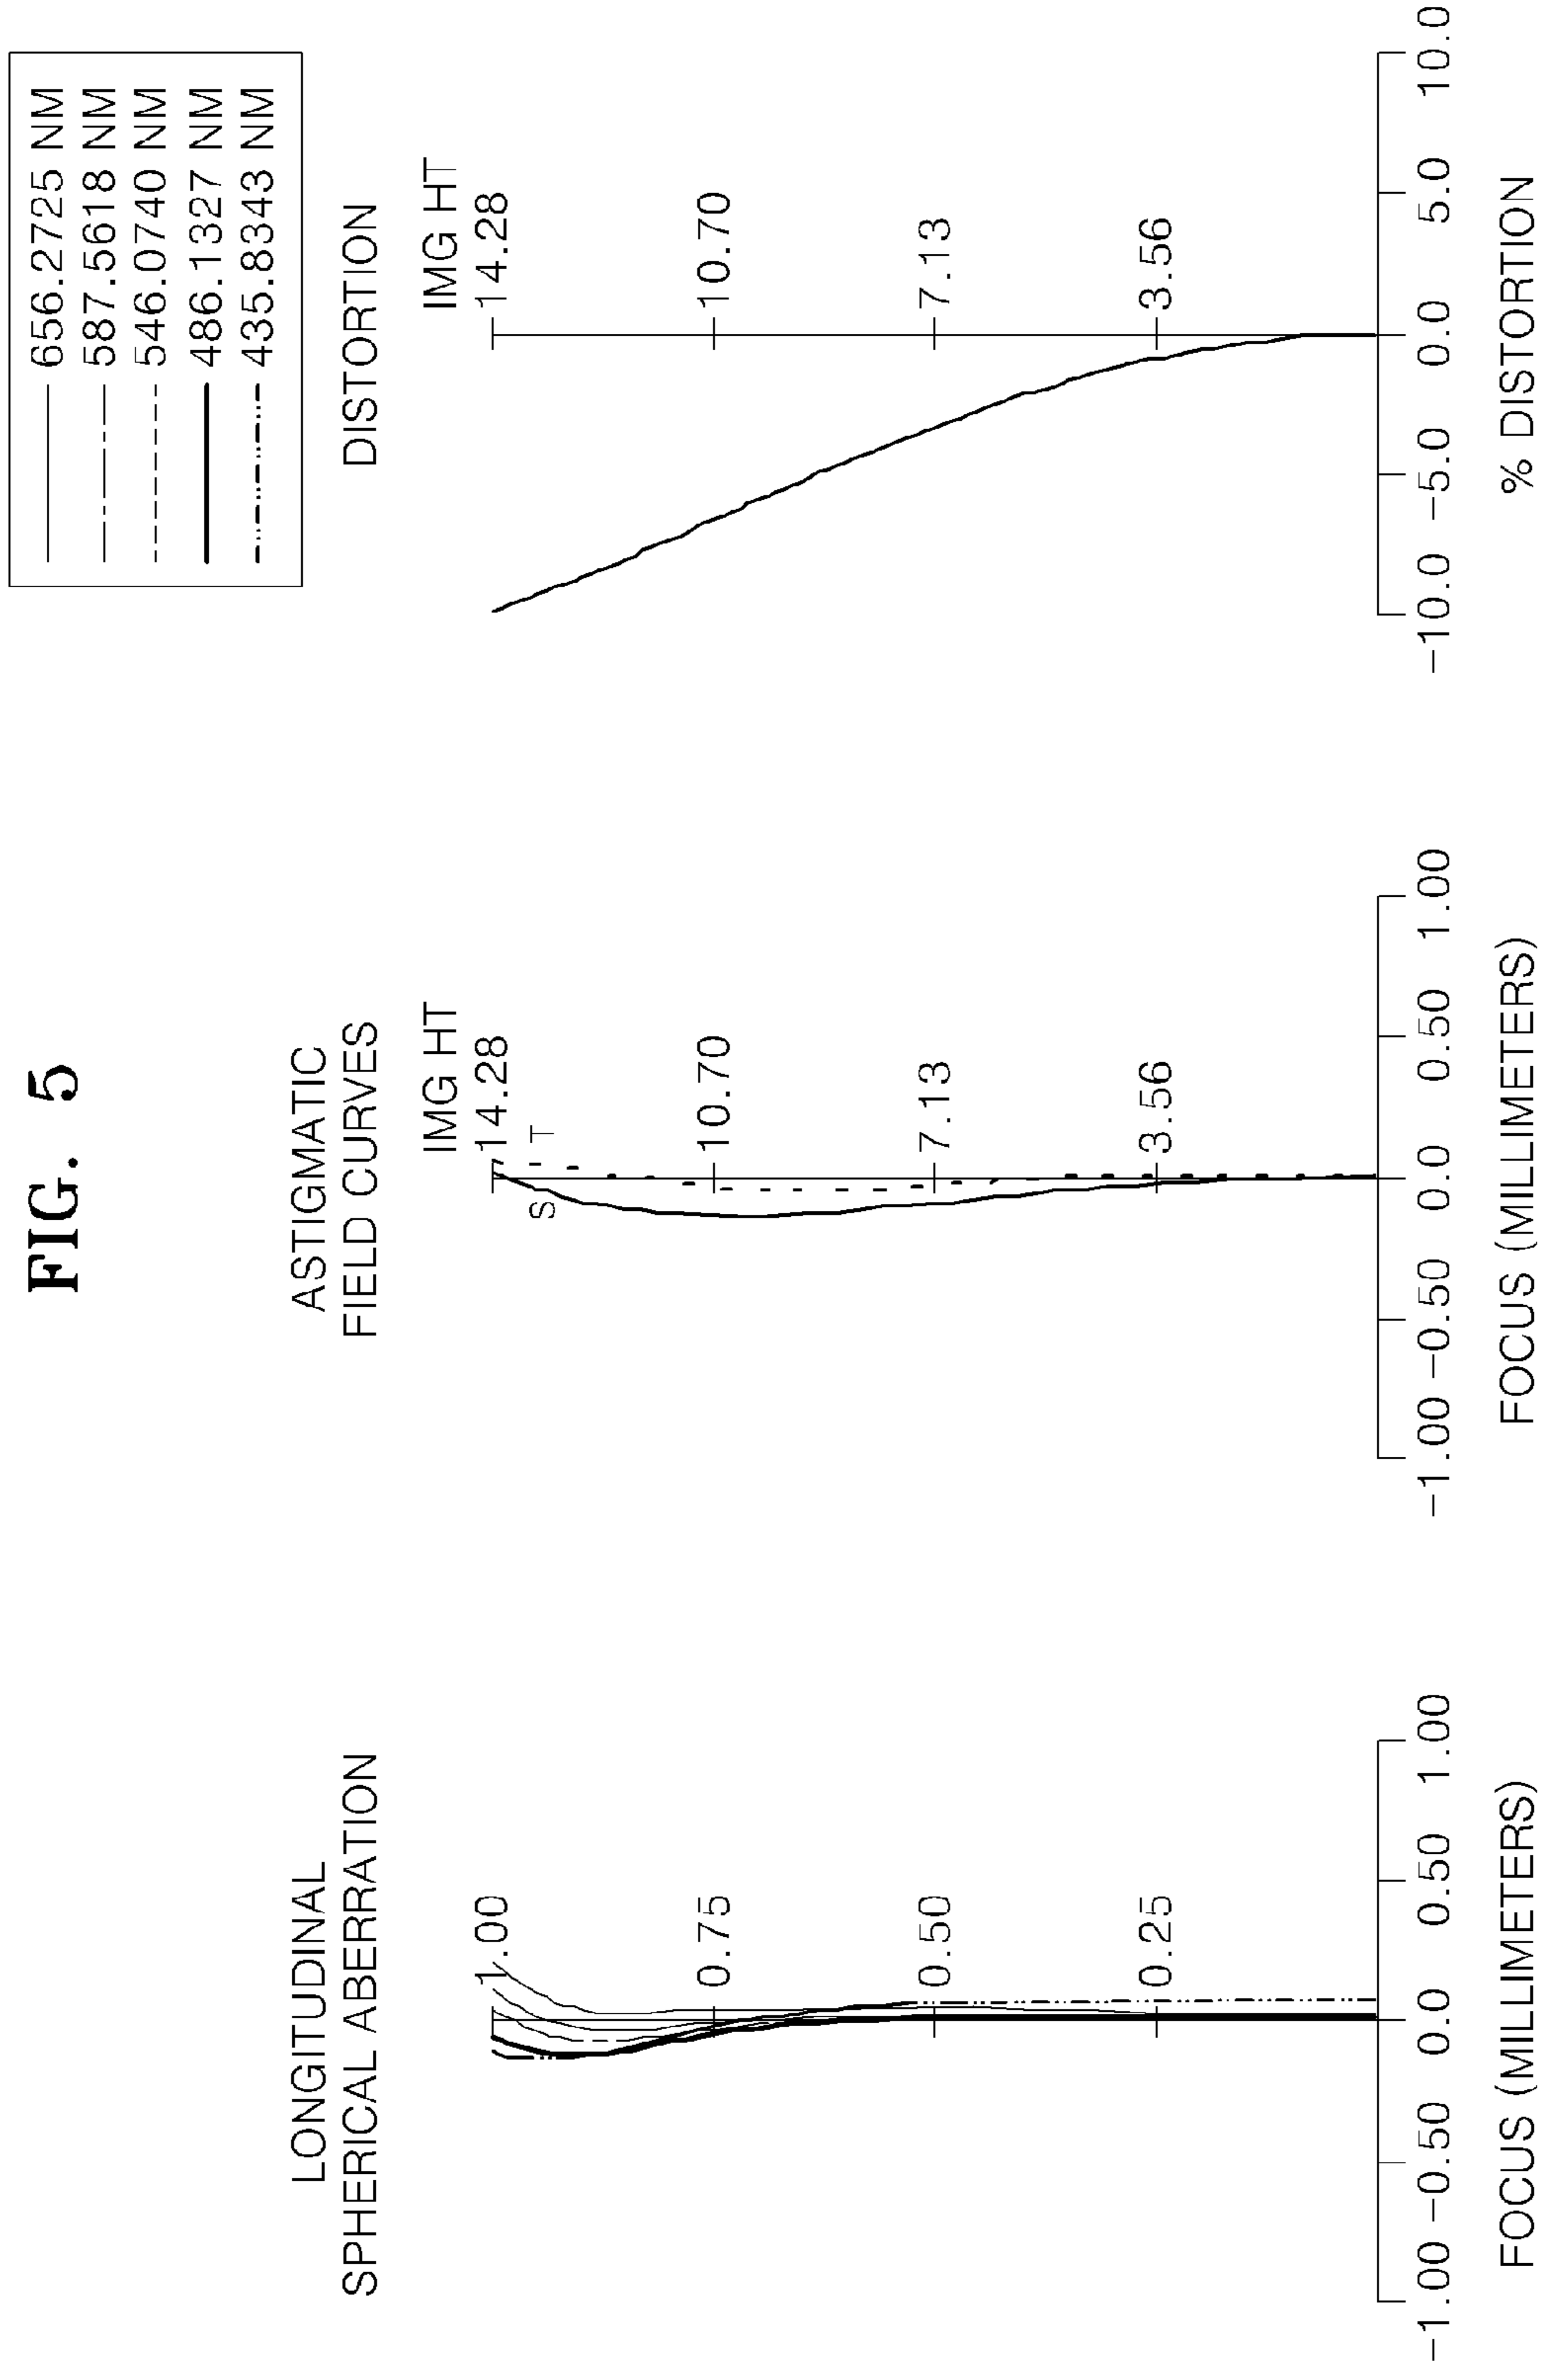 FIG. 5
656.2725 NM
587.5618 NM
546.0740 NM
486.1327 NM
435.8343 NM
LONGITUDINAL
SPHERICAL ABERRATION
1.00
0.75
0.50
0.25
−1.00 −0.50 0.0 0.50 1.00
FOCUS (MILLIMETERS)
ASTIGMATIC
FIELD CURVES
IMG HT
14.28
S T
10.70
7.13
3.56
−1.00 −0.50 0.0 0.50 1.00
FOCUS (MILLIMETERS)
DISTORTION
IMG HT
14.28
10.70
7.13
3.56
−10.0 −5.0 0.0 5.0 10.0
% DISTORTION